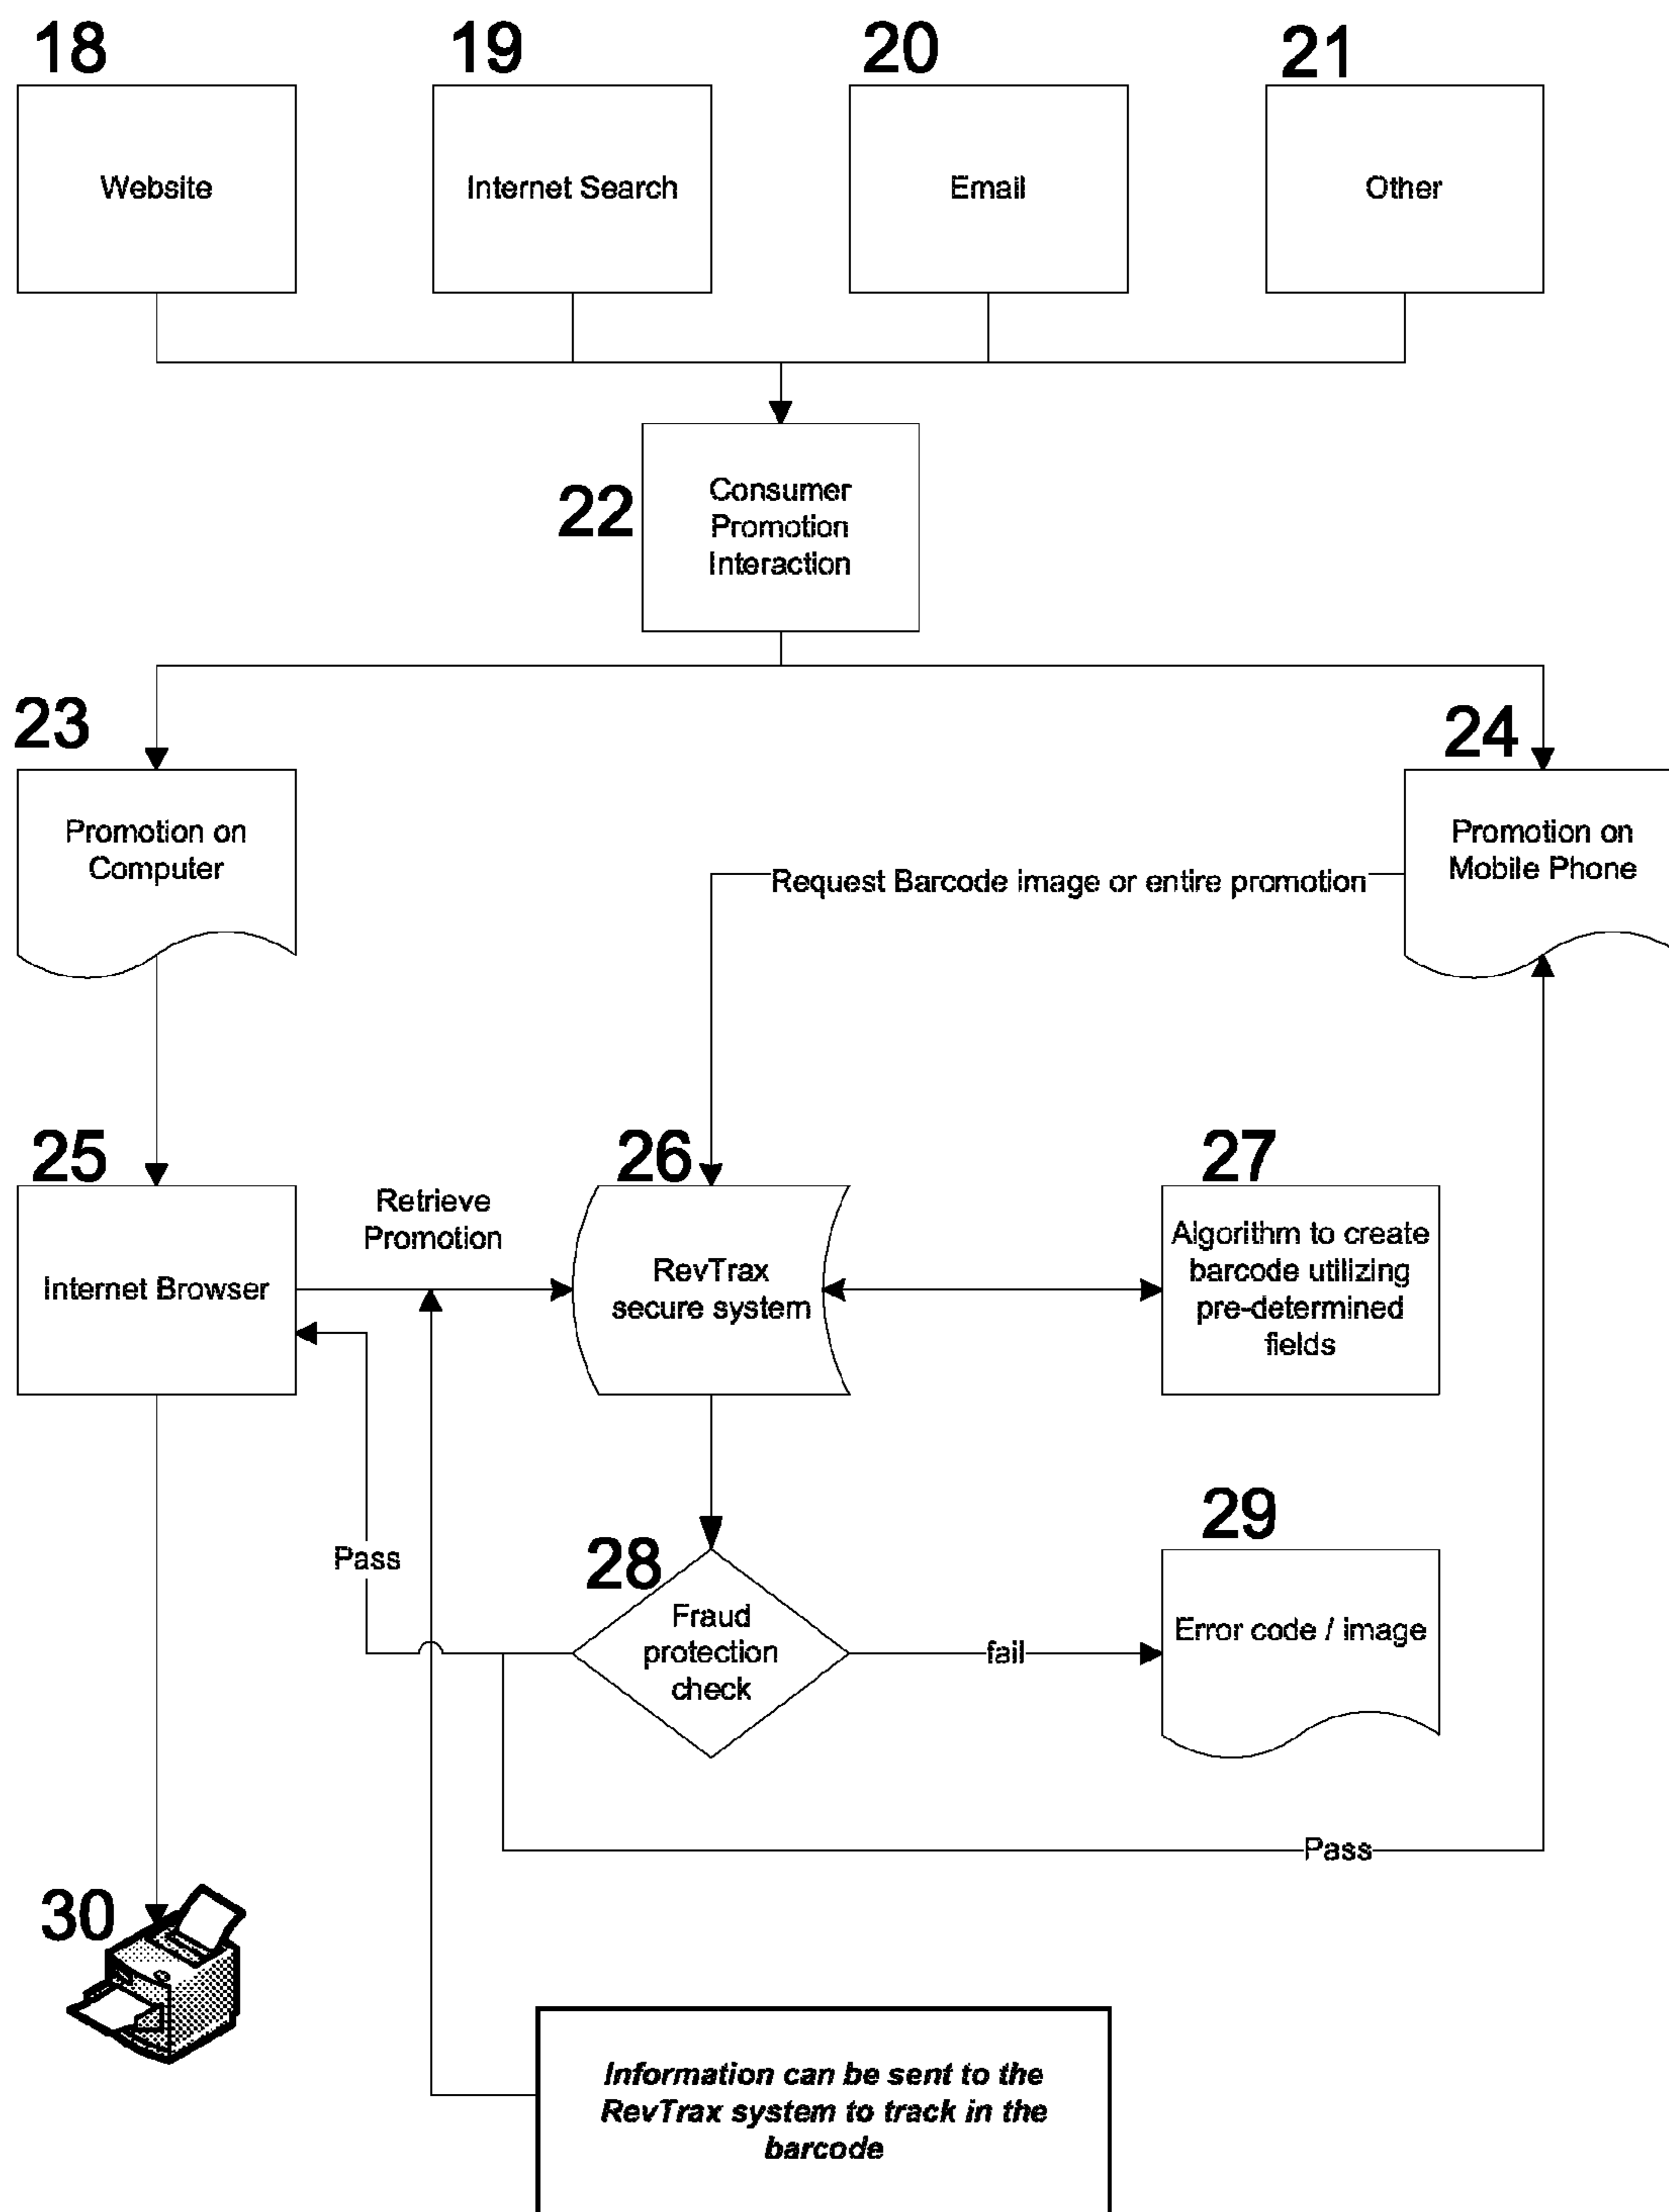 18
19
20
21
Website
Internet Search
Email
Other
22
Consumer
Promotion
Interaction
23
24
Promotion on
Computer
Promotion on
Mobile Phone
Request Barcode image or entire promotion
25
26
27
Retrieve
Promotion
Internet Browser
RevTrax
secure system
Algorithm to create
barcode utilizing
pre-determined
fields
28
29
Pass
Fraud
protection
check
fail
Error code / image
Pass
30
Information can be sent to the
RevTrax system to track in the
barcode